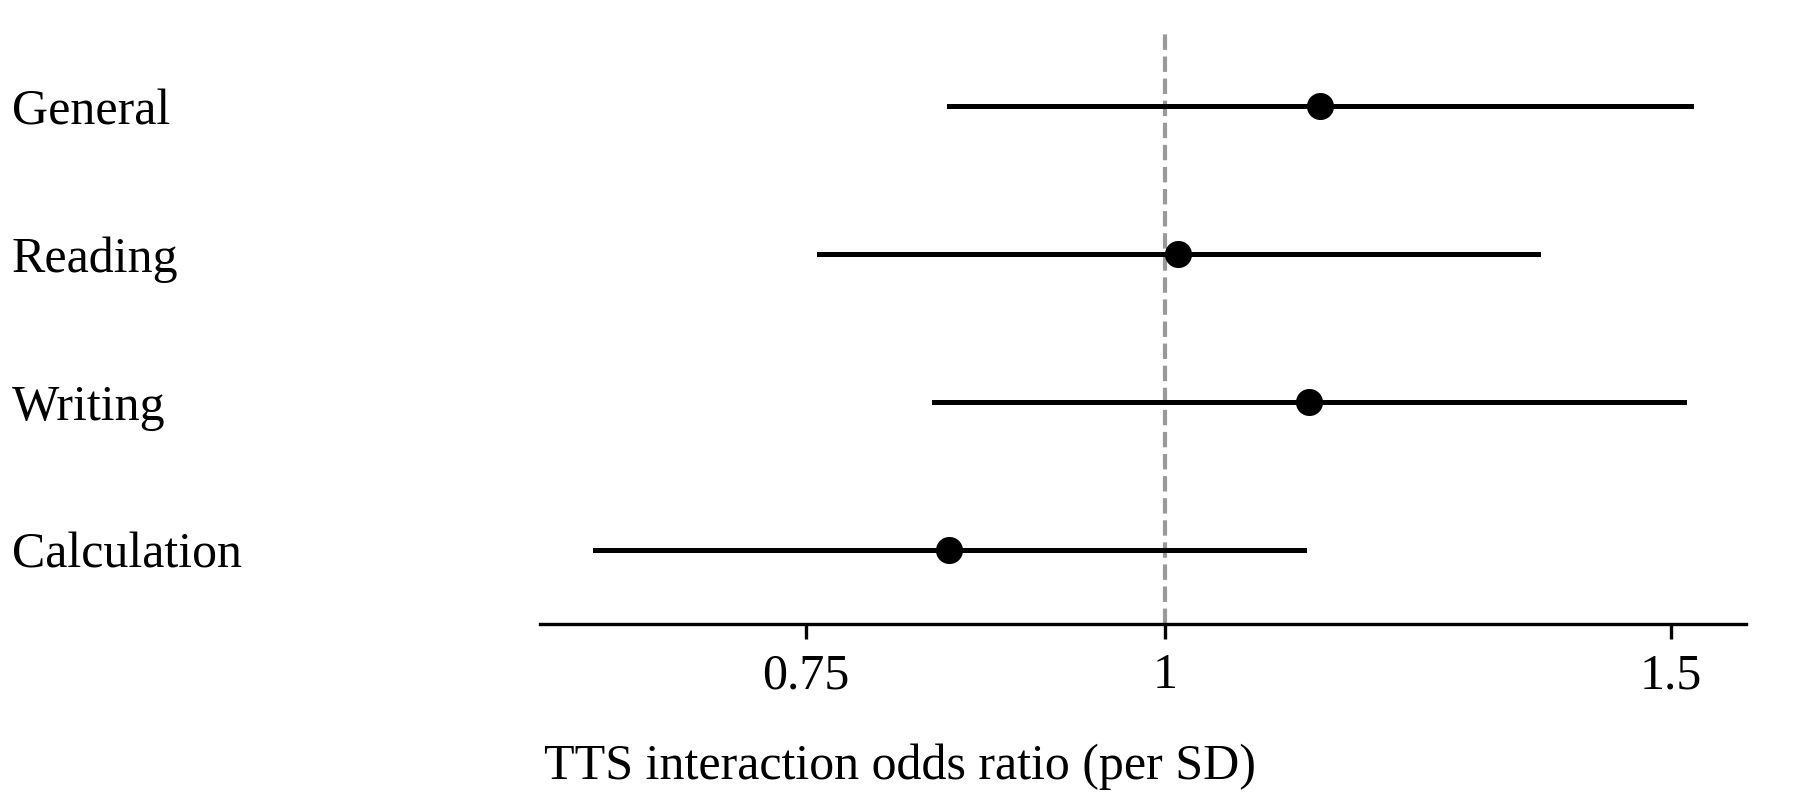 General
Reading
Writing
Calculation
0.75 1 1.5
TTS interaction odds ratio (per SD)